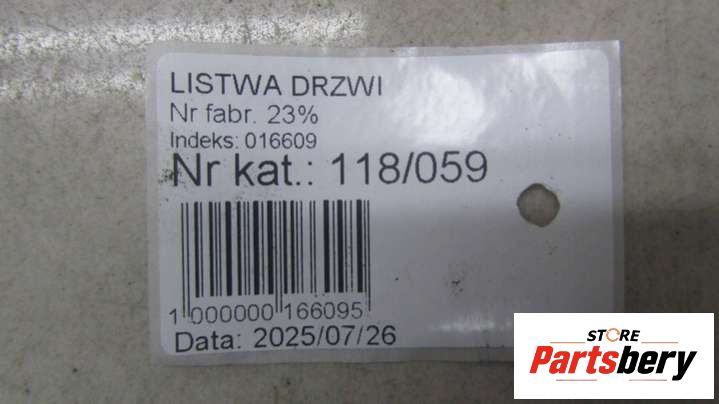 LISTWA DRZWI
Nr fabr. 23%
Indeks: 016609
Nr kat.: 118/059
1 000000 166095
Data: 2025/07/26
STORE
Partsbery